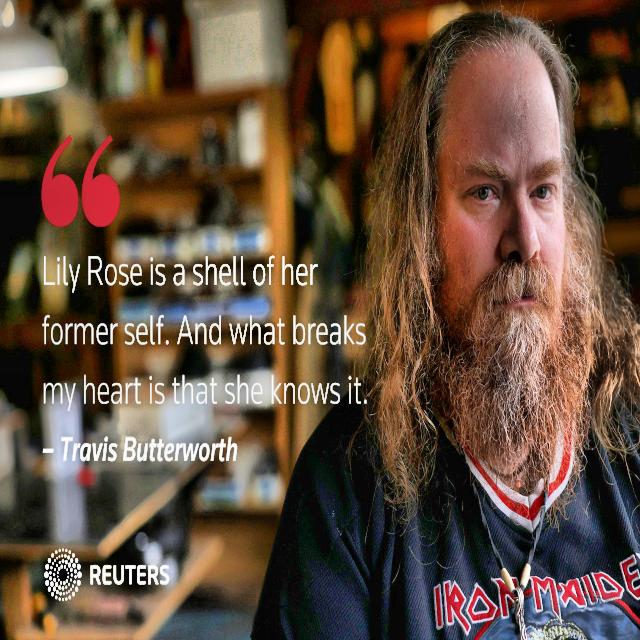 “
Lily Rose is a shell of her
former self. And what breaks
my heart is that she knows it.
– Travis Butterworth
REUTERS
IRON MAIDE